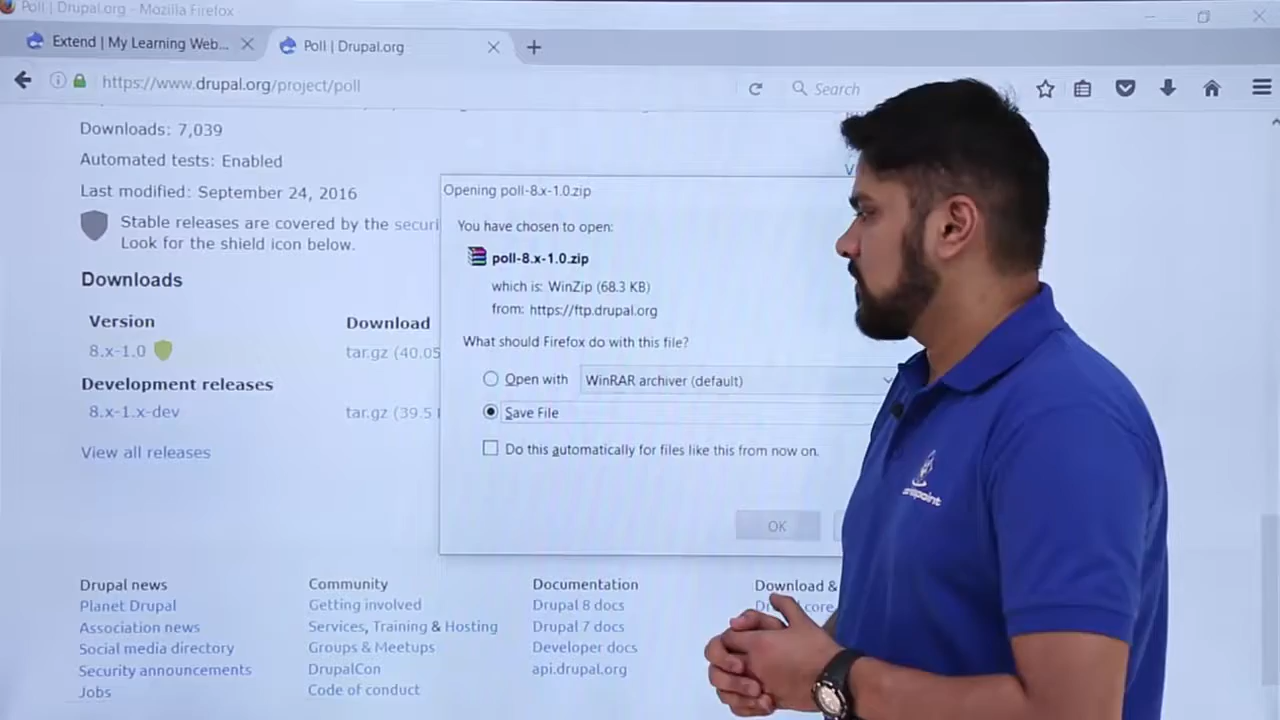 Poll | Drupal.org - Mozilla Firefox
Extend | My Learning Web...
Poll | Drupal.org
https://www.drupal.org/project/poll
Search
Downloads: 7,039
Automated tests: Enabled
Last modified: September 24, 2016
Stable releases are covered by the securi
Look for the shield icon below.
Downloads
Version
Download
8.x-1.0
tar.gz (40.05
Development releases
8.x-1.x-dev
tar.gz (39.5
View all releases
Opening poll-8.x-1.0.zip
You have chosen to open:
poll-8.x-1.0.zip
which is: WinZip (68.3 KB)
from: https://ftp.drupal.org
What should Firefox do with this file?
Open with
WinRAR archiver (default)
Save File
Do this automatically for files like this from now on.
OK
Drupal news
Planet Drupal
Association news
Social media directory
Security announcements
Jobs
Community
Getting involved
Services, Training & Hosting
Groups & Meetups
DrupalCon
Code of conduct
Documentation
Drupal 8 docs
Drupal 7 docs
Developer docs
api.drupal.org
Download &
core